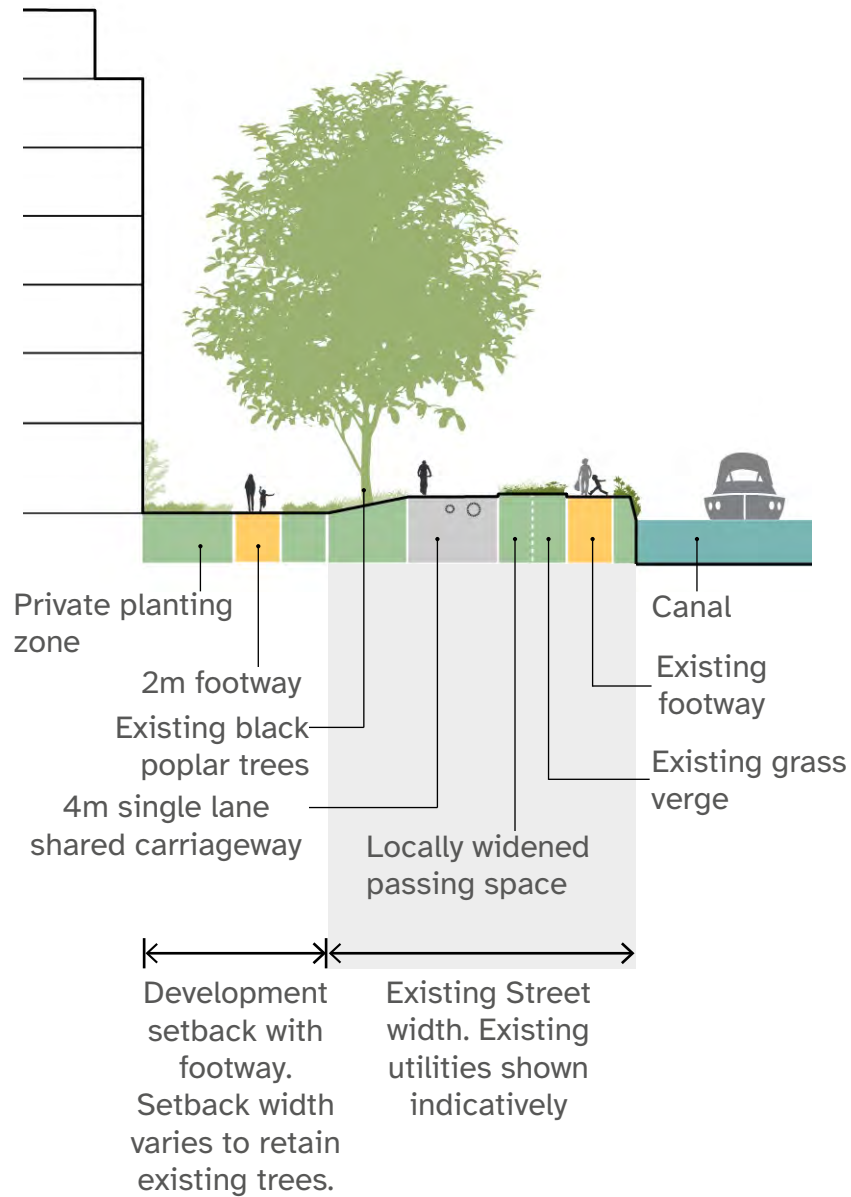 Private planting
zone
Canal
2m footway
Existing
footway
Existing black
poplar trees
Existing grass
verge
4m single lane
shared carriageway
Locally widened
passing space
Development
setback with
footway.
Setback width
varies to retain
existing trees.
Existing Street
width. Existing
utilities shown
indicatively